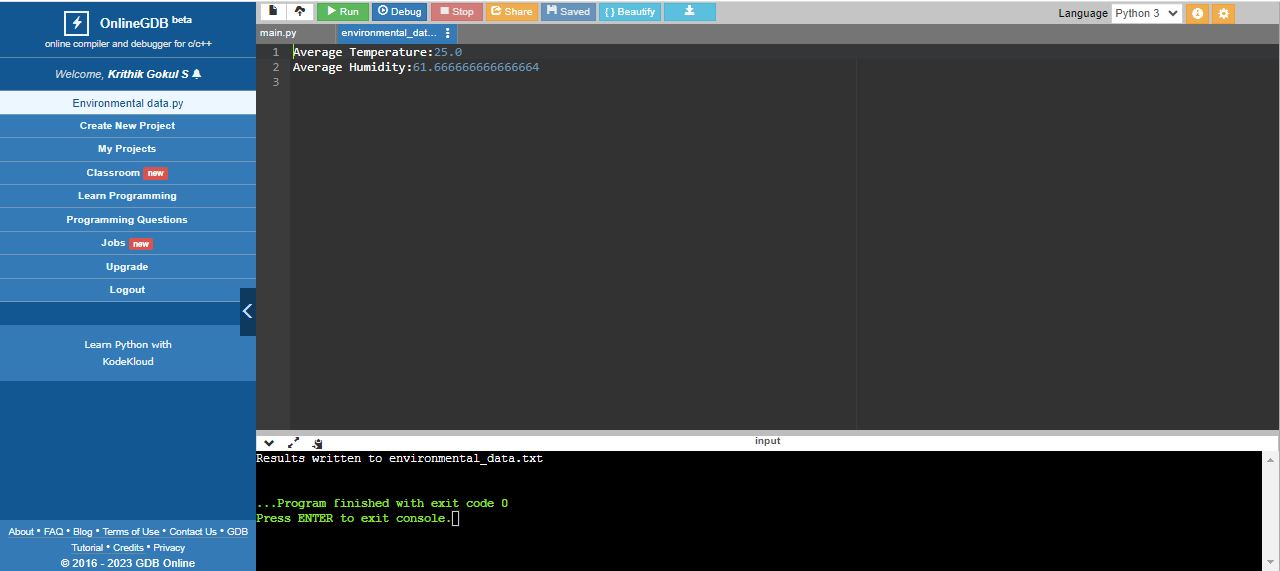 OnlineGDB beta
online compiler and debugger for c/c++
Welcome, Krithik Gokul S
Environmental data.py
Create New Project
My Projects
Classroom new
Learn Programming
Programming Questions
Jobs new
Upgrade
Logout
Learn Python with
KodeKloud
About • FAQ • Blog • Terms of Use • Contact Us • GDB
Tutorial • Credits • Privacy
© 2016 - 2023 GDB Online
Run Debug Stop Share Saved { } Beautify
Language Python 3
main.py environmental_dat...
1 Average Temperature:25.0
2 Average Humidity:61.666666666666664
3
input
Results written to environmental_data.txt
...Program finished with exit code 0
Press ENTER to exit console.